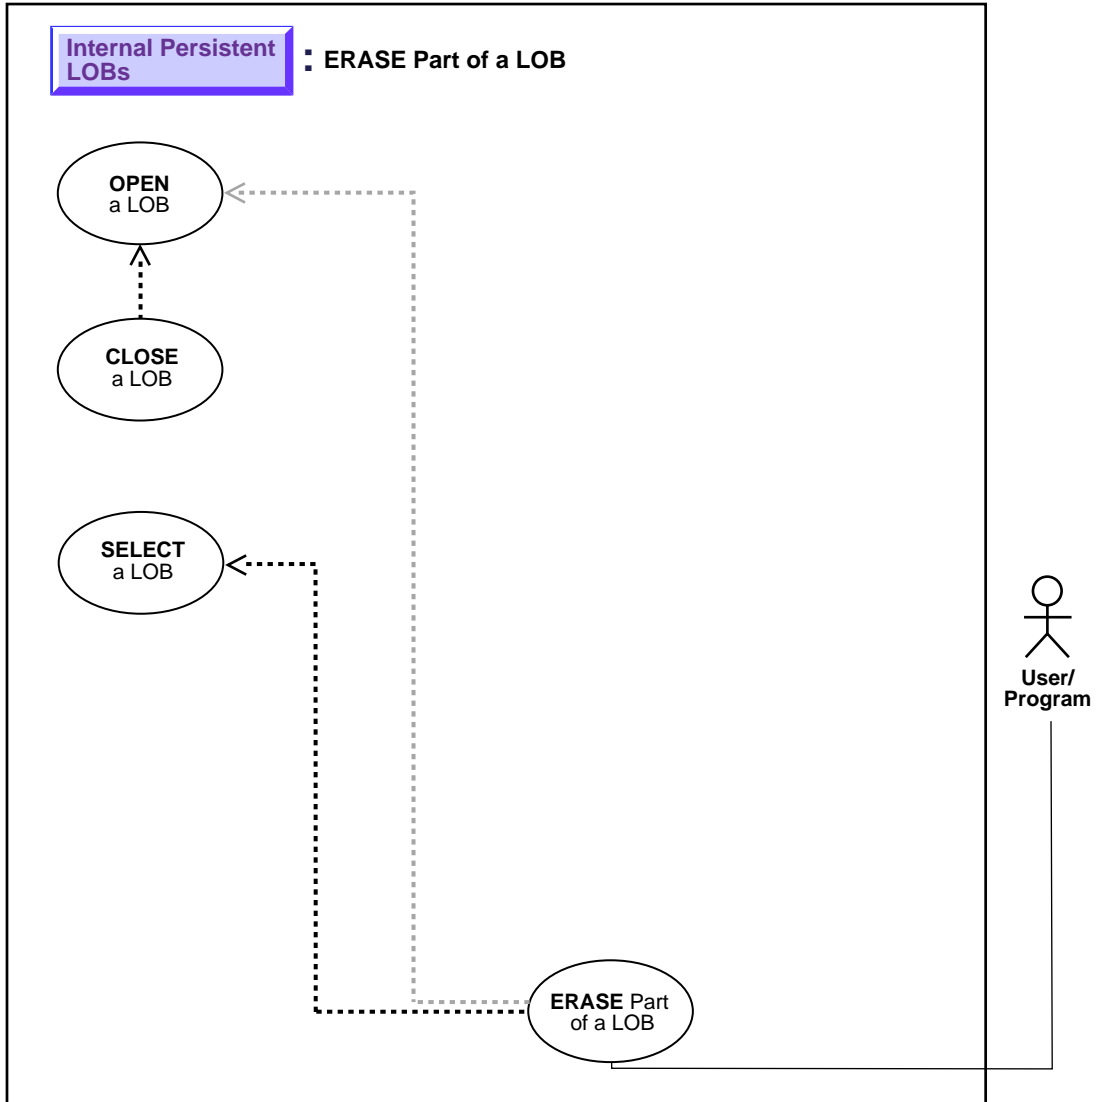 Internal Persistent
LOBs
: ERASE Part of a LOB
OPEN
a LOB
CLOSE
a LOB
SELECT
a LOB
User/
Program
ERASE Part
of a LOB